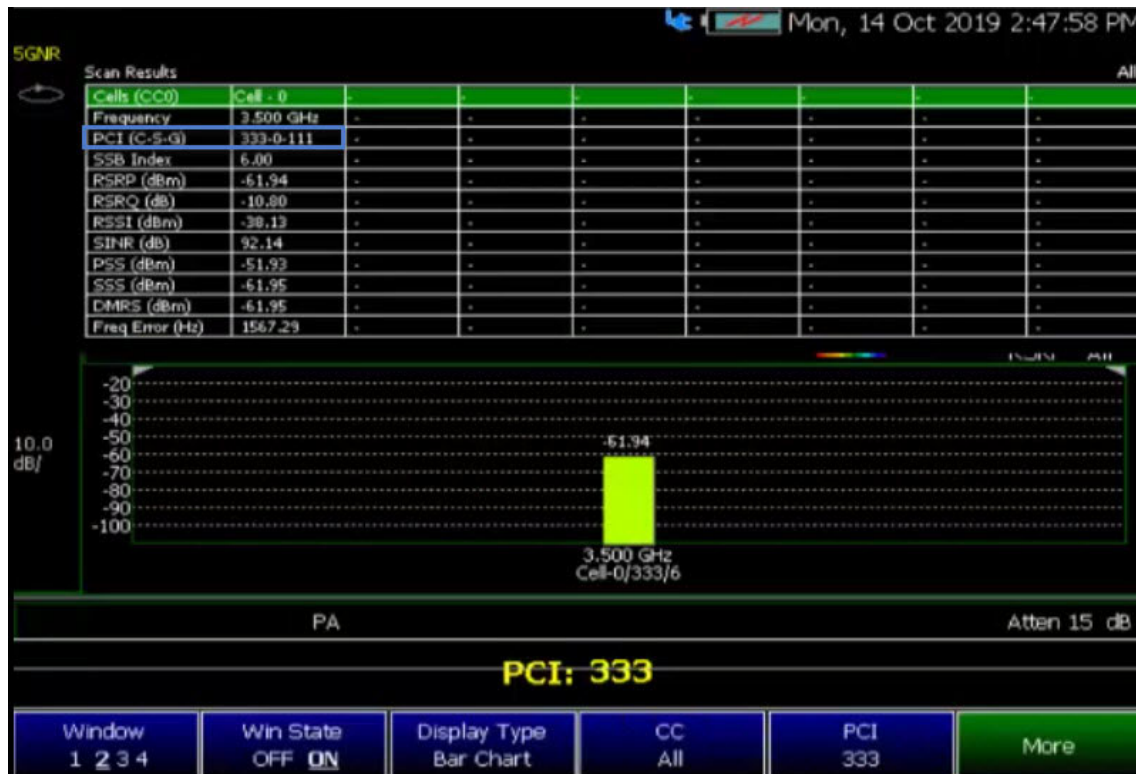 Mon, 14 Oct 2019 2:47:58 PM
5GNR
Scan Results All
Cells (CC0) Cell - 0 - - - - - - -
Frequency 3.500 GHz - - - - - - -
PCI (C-S-G) 333-0-111 - - - - - - -
SSB Index 6.00 - - - - - - -
RSRP (dBm) -61.94 - - - - - - -
RSRQ (dB) -10.80 - - - - - - -
RSSI (dBm) -38.13 - - - - - - -
SINR (dB) 92.14 - - - - - - -
PSS (dBm) -51.93 - - - - - - -
SSS (dBm) -61.95 - - - - - - -
DMRS (dBm) -61.95 - - - - - - -
Freq Error (Hz) 1567.29 - - - - - - -
All
-20
-30
-40
10.0 dB/
-50
-61.94
-60
-70
-80
-90
-100
3.500 GHz
Cell-0/333/6
PA Atten 15 dB
PCI: 333
Window Win State Display Type CC PCI More
1 2 3 4 OFF ON Bar Chart All 333